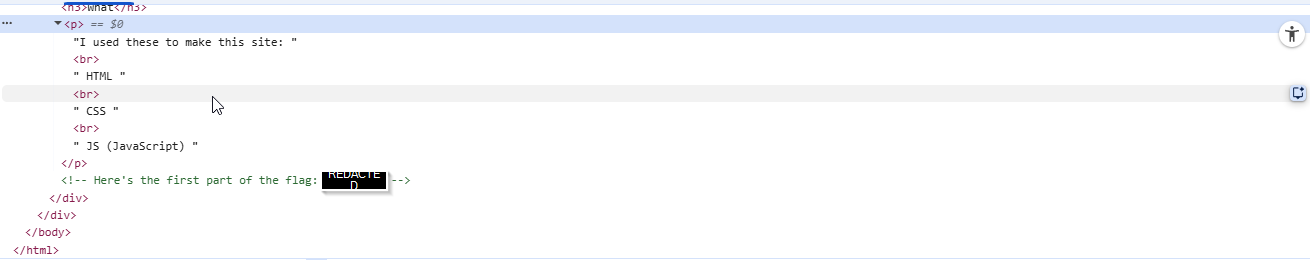 <h3>What</h3>
... ▼<p> == $0
"I used these to make this site: "
<br>
" HTML "
<br>
" CSS "
<br>
" JS (JavaScript) "
</p>
<!-- Here's the first part of the flag: REDACTE
D -->
</div>
</div>
</body>
</html>